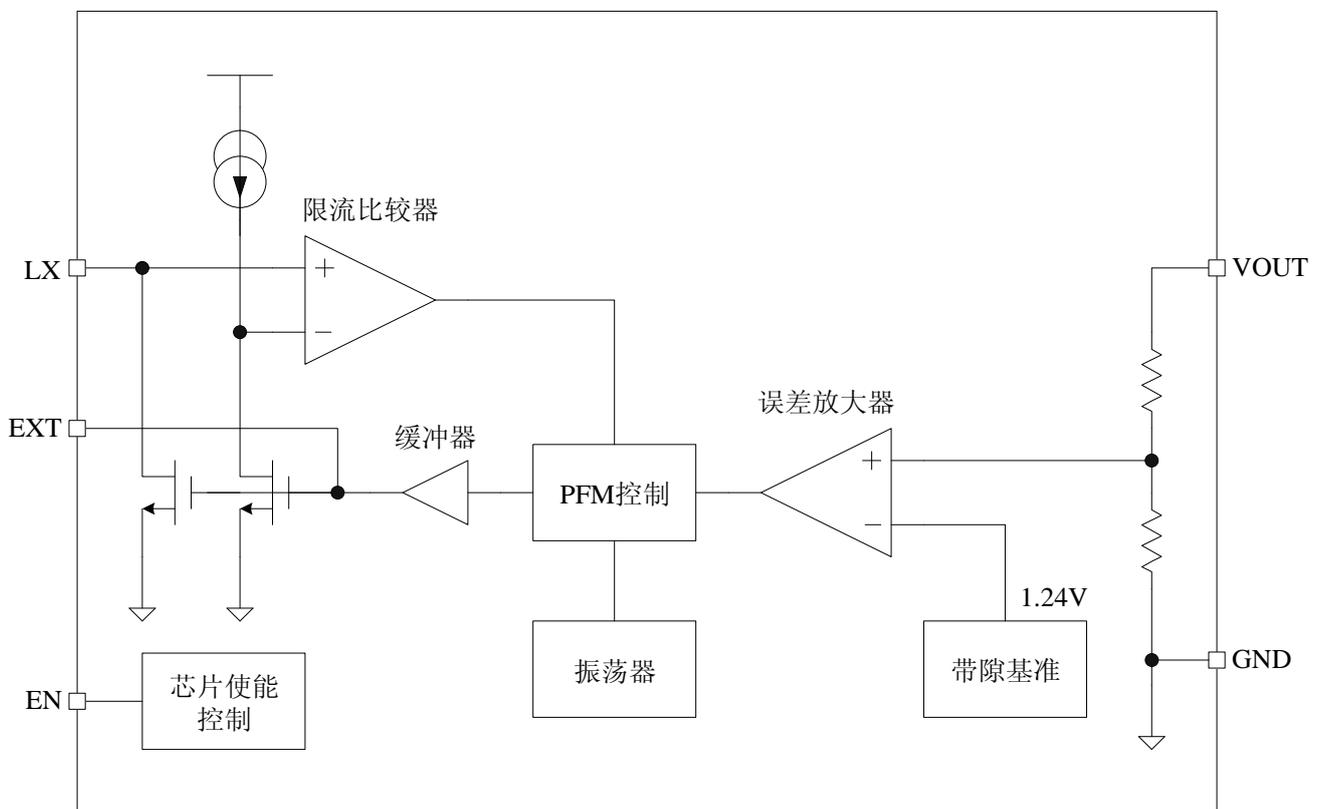 限流比较器
+
LX
VOUT
−
误差放大器
EXT
缓冲器
+
PFM控制
−
1.24V
振荡器
带隙基准
GND
芯片使能
控制
EN